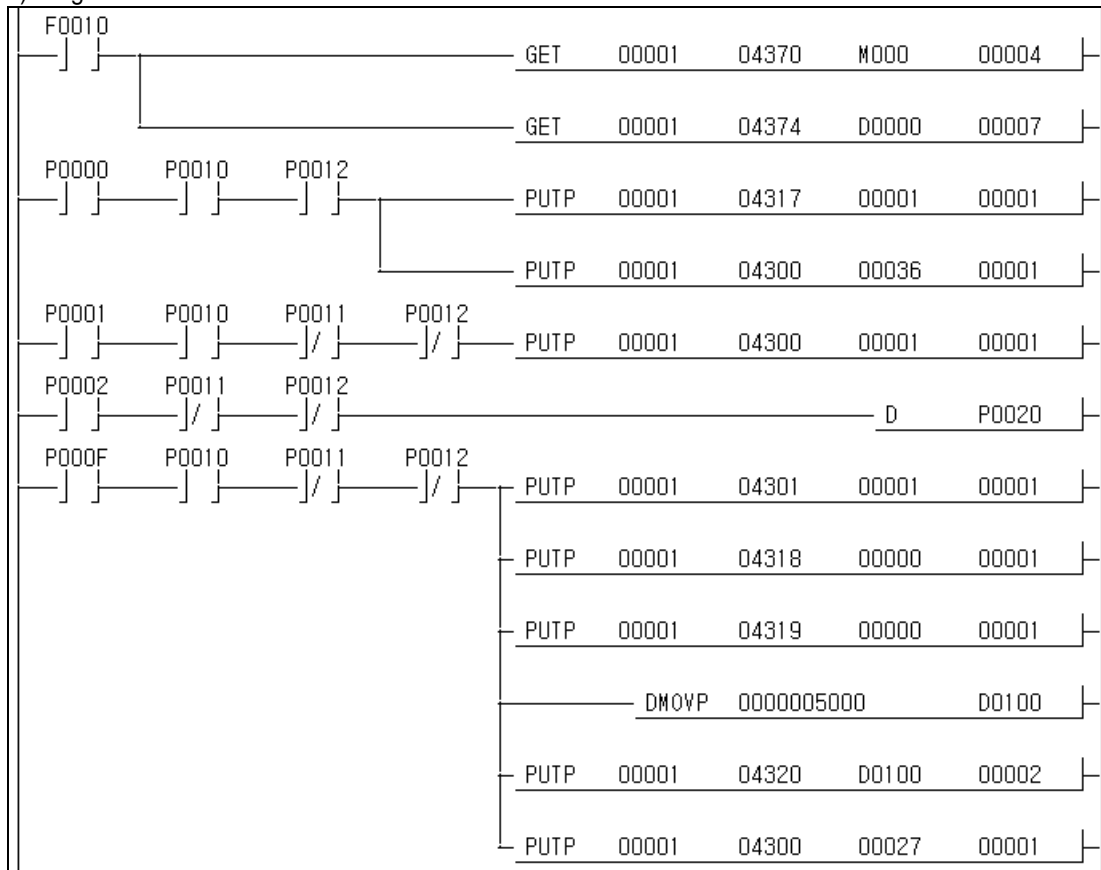 F0010
GET 00001 04370 M000 00004
GET 00001 04374 D0000 00007
P0000 P0010 P0012
PUTP 00001 04317 00001 00001
PUTP 00001 04300 00036 00001
P0001 P0010 P0011 P0012
PUTP 00001 04300 00001 00001
P0002 P0011 P0012
D P0020
P000F P0010 P0011 P0012
PUTP 00001 04301 00001 00001
PUTP 00001 04318 00000 00001
PUTP 00001 04319 00000 00001
DMOVP 0000005000 D0100
PUTP 00001 04320 D0100 00002
PUTP 00001 04300 00027 00001